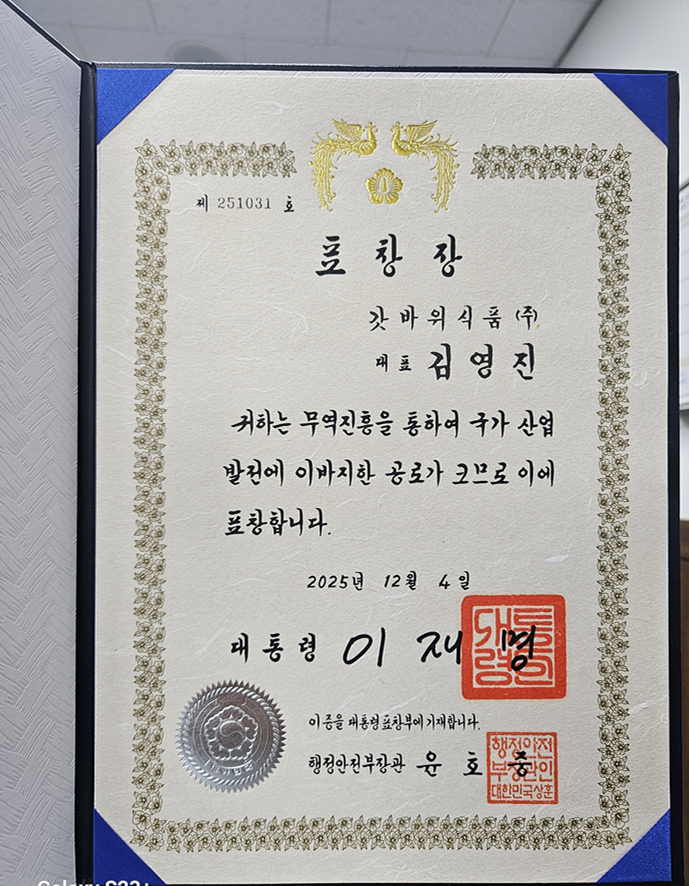 제 251031 호
표창장
갓바위식품 (주)
대표 김영진
귀하는 무역진흥을 통하여 국가 산업
발전에 이바지한 공로가 크므로 이에
표창합니다.
2025년 12월 4일
대통령 이재명
대통령의
이 증을 대통령표창부에 기재합니다.
행정안전부장관 윤호중
행정안전
부장관인
대한민국상훈
Galaxy S23+